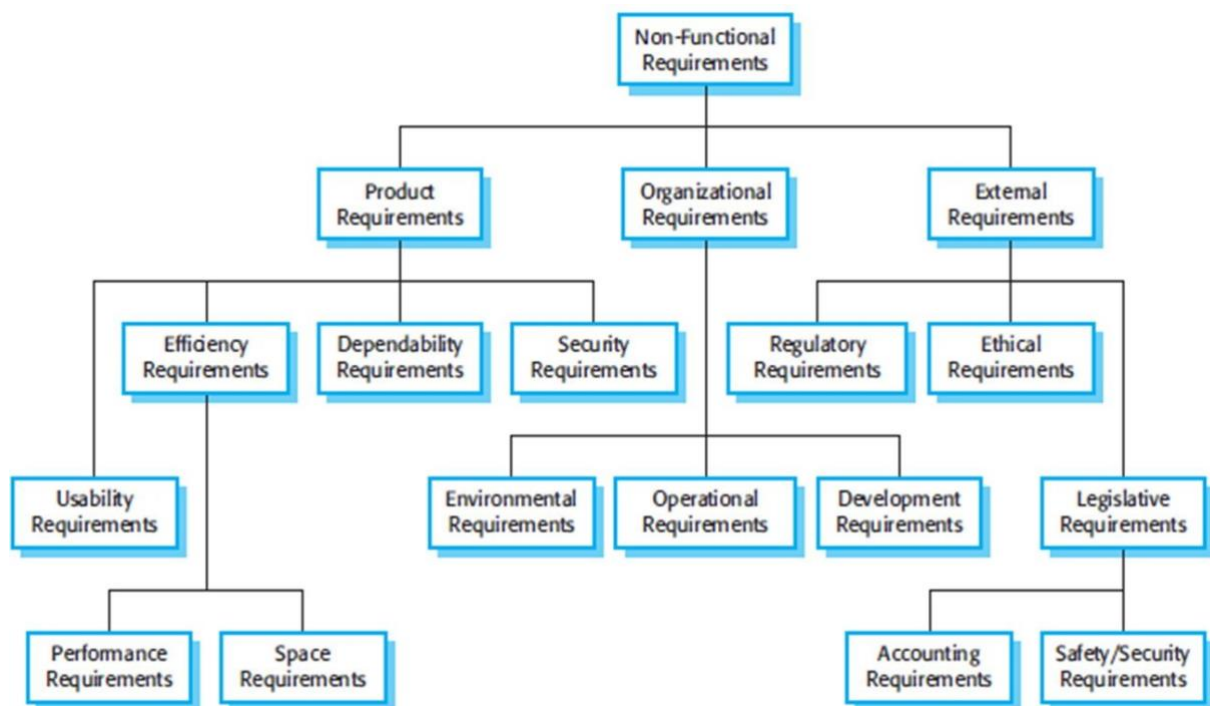 Non-Functional
Requirements
Product
Requirements
Organizational
Requirements
External
Requirements
Efficiency
Requirements
Dependability
Requirements
Security
Requirements
Regulatory
Requirements
Ethical
Requirements
Usability
Requirements
Environmental
Requirements
Operational
Requirements
Development
Requirements
Legislative
Requirements
Performance
Requirements
Space
Requirements
Accounting
Requirements
Safety/Security
Requirements